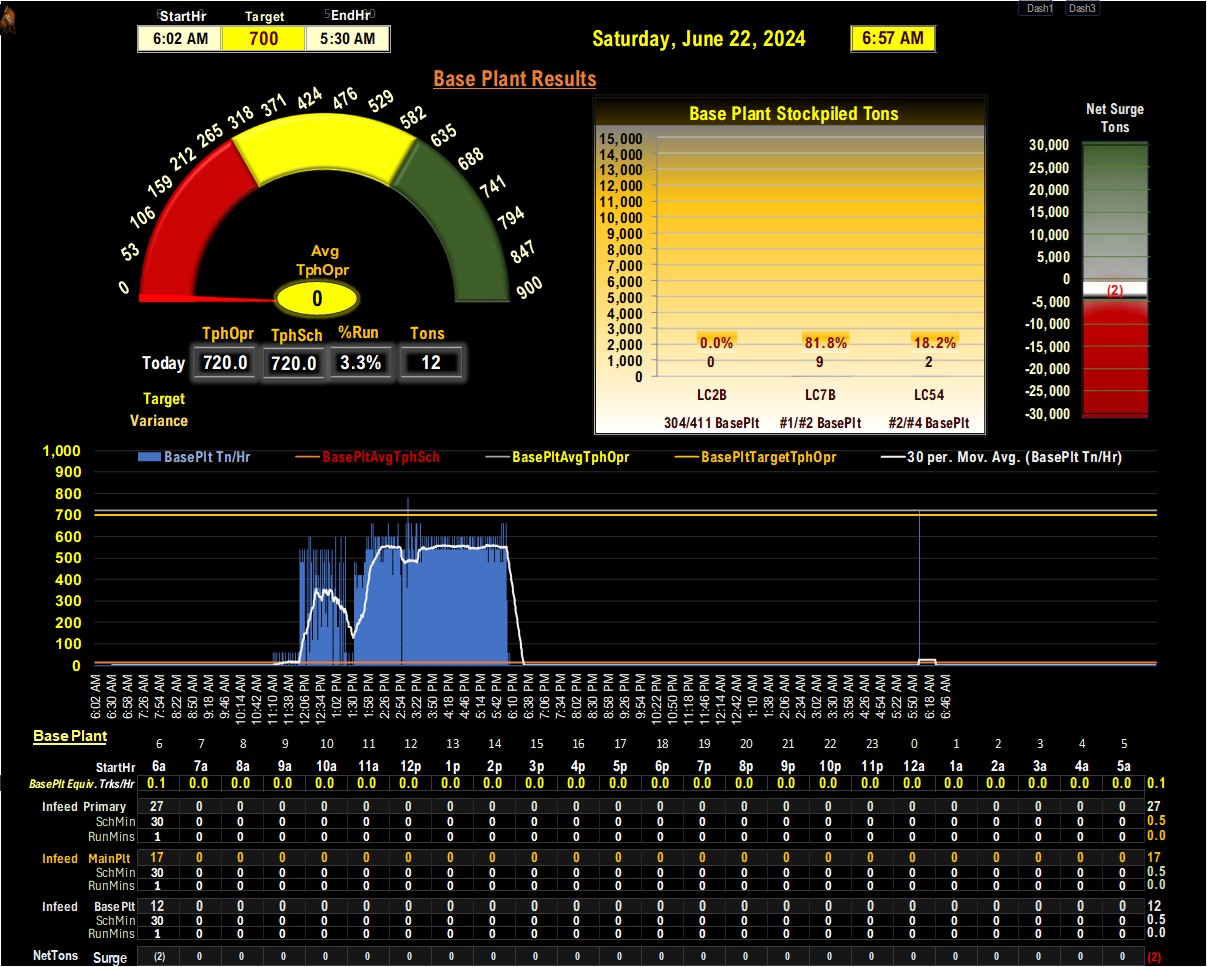 Dash1 Dash3
StartHr Target EndHr
6:02 AM 700 5:30 AM
Saturday, June 22, 2024 6:57 AM
Base Plant Results
0 53 106 159 212 265 318 371 424 476 529 582 635 688 741 794 847 900
Avg
TphOpr
0
TphOpr TphSch %Run Tons
Today 720.0 720.0 3.3% 12
Target
Variance
Base Plant Stockpiled Tons
15,000
14,000
13,000
12,000
11,000
10,000
9,000
8,000
7,000
6,000
5,000
4,000
3,000
2,000
1,000
0
0.0% 81.8% 18.2%
0 9 2
LC2B LC7B LC54
304/411 BasePlt #1/#2 BasePlt #2/#4 BasePlt
Net Surge
Tons
30,000
25,000
20,000
15,000
10,000
5,000
0
-5,000
-10,000
-15,000
-20,000
-25,000
-30,000
(2)
BasePlt Tn/Hr BasePltAvgTphSch BasePltAvgTphOpr BasePltTargetTphOpr 30 per. Mov. Avg. (BasePlt Tn/Hr)
1,000
900
800
700
600
500
400
300
200
100
0
6:02 AM 6:30 AM 6:58 AM 7:26 AM 7:54 AM 8:22 AM 8:50 AM 9:18 AM 9:46 AM 10:14 AM 10:42 AM 11:10 AM 11:38 AM 12:06 PM 12:34 PM 1:02 PM 1:30 PM 1:58 PM 2:26 PM 2:54 PM 3:22 PM 3:50 PM 4:18 PM 4:46 PM 5:14 PM 5:42 PM 6:10 PM 6:38 PM 7:06 PM 7:34 PM 8:02 PM 8:30 PM 8:58 PM 9:26 PM 9:54 PM 10:22 PM 10:50 PM 11:18 PM 11:46 PM 12:14 AM 12:42 AM 1:10 AM 1:38 AM 2:06 AM 2:34 AM 3:02 AM 3:30 AM 3:58 AM 4:26 AM 4:54 AM 5:22 AM 5:50 AM 6:18 AM 6:46 AM
Base Plant 6 7 8 9 10 11 12 13 14 15 16 17 18 19 20 21 22 23 0 1 2 3 4 5
StartHr 6a 7a 8a 9a 10a 11a 12p 1p 2p 3p 4p 5p 6p 7p 8p 9p 10p 11p 12a 1a 2a 3a 4a 5a
BasePlt Equiv. Trks/Hr 0.1 0.0 0.0 0.0 0.0 0.0 0.0 0.0 0.0 0.0 0.0 0.0 0.0 0.0 0.0 0.0 0.0 0.0 0.0 0.0 0.0 0.0 0.0 0.0 0.1
Infeed Primary 27 0 0 0 0 0 0 0 0 0 0 0 0 0 0 0 0 0 0 0 0 0 0 0 27
SchMin 30 0 0 0 0 0 0 0 0 0 0 0 0 0 0 0 0 0 0 0 0 0 0 0 0.5
RunMins 1 0 0 0 0 0 0 0 0 0 0 0 0 0 0 0 0 0 0 0 0 0 0 0 0.0
Infeed MainPlt 17 0 0 0 0 0 0 0 0 0 0 0 0 0 0 0 0 0 0 0 0 0 0 0 17
SchMin 30 0 0 0 0 0 0 0 0 0 0 0 0 0 0 0 0 0 0 0 0 0 0 0 0.5
RunMins 1 0 0 0 0 0 0 0 0 0 0 0 0 0 0 0 0 0 0 0 0 0 0 0 0.0
Infeed BasePlt 12 0 0 0 0 0 0 0 0 0 0 0 0 0 0 0 0 0 0 0 0 0 0 0 12
SchMin 30 0 0 0 0 0 0 0 0 0 0 0 0 0 0 0 0 0 0 0 0 0 0 0 0.5
RunMins 1 0 0 0 0 0 0 0 0 0 0 0 0 0 0 0 0 0 0 0 0 0 0 0 0.0
NetTons Surge (2) 0 0 0 0 0 0 0 0 0 0 0 0 0 0 0 0 0 0 0 0 0 0 0 (2)